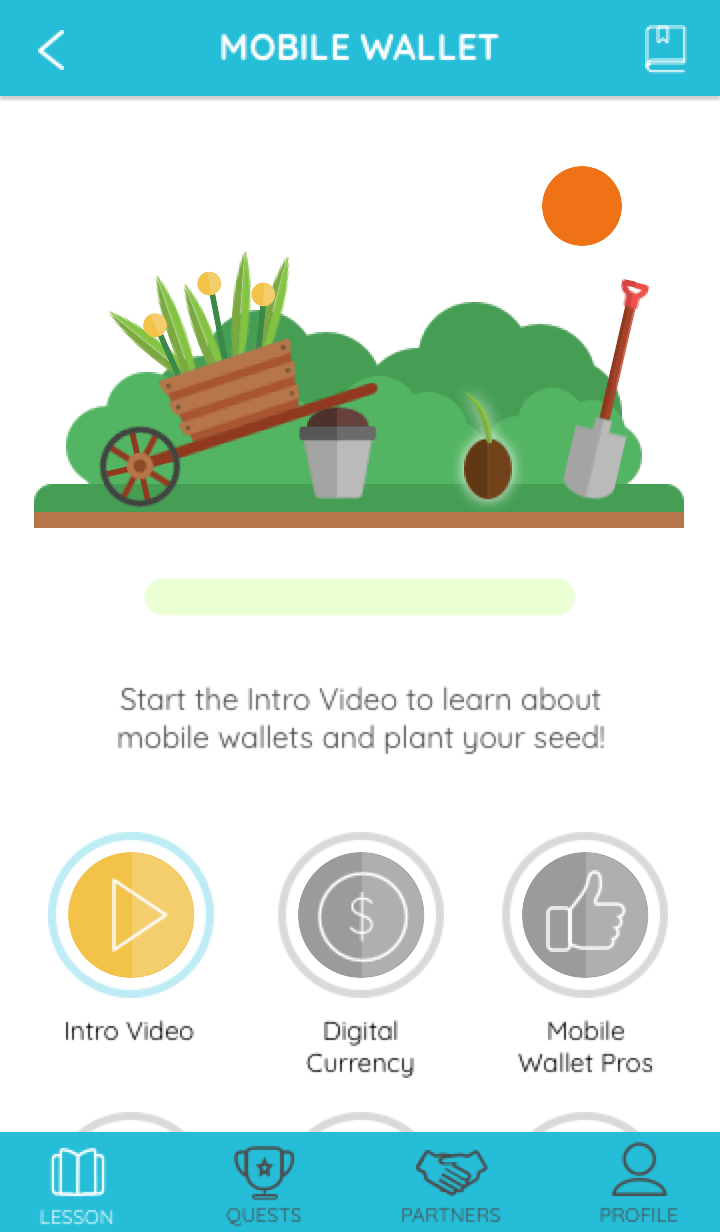 MOBILE WALLET
Start the Intro Video to learn about
mobile wallets and plant your seed!
Intro Video
Digital
Currency
Mobile
Wallet Pros
LESSON
QUESTS
PARTNERS
PROFILE